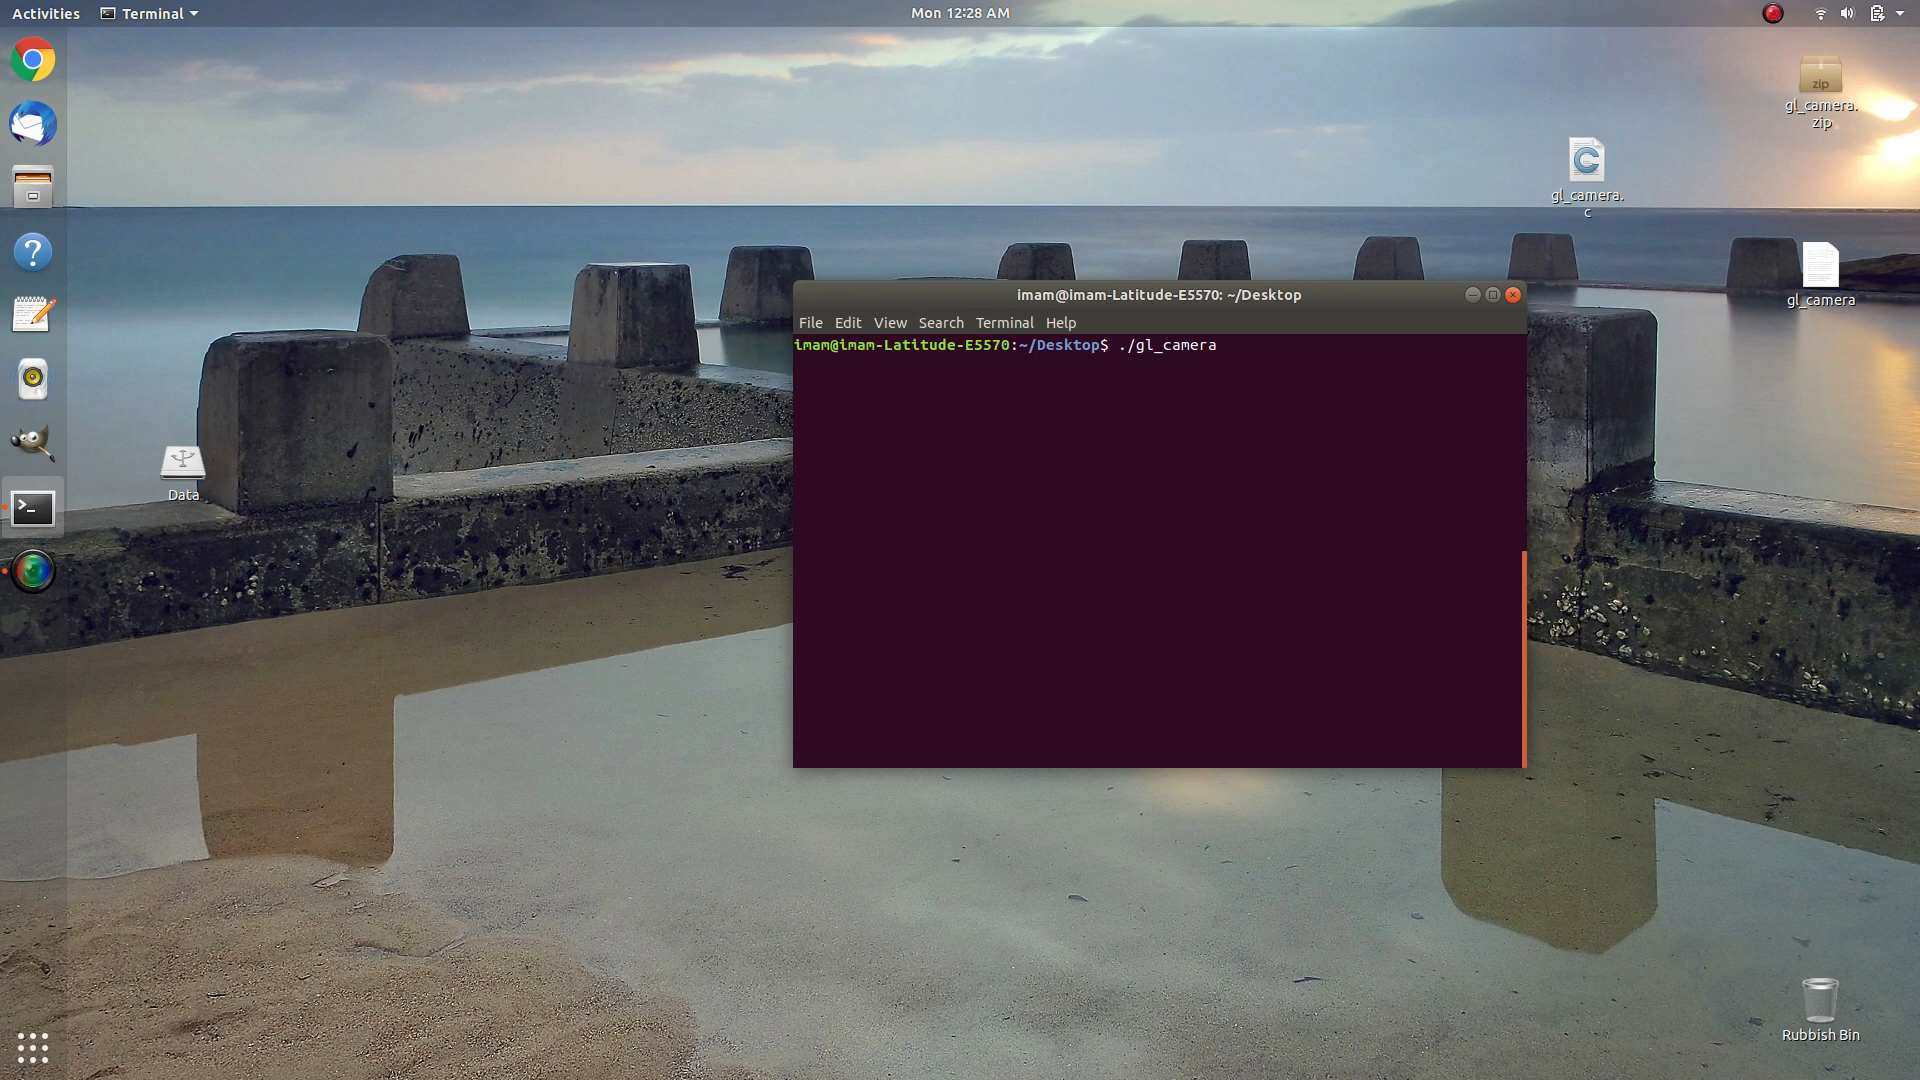 Activities Terminal Mon 12:28 AM
zip
gl_camera.
zip
C
gl_camera.
c
gl_camera
?
Data
imam@imam-Latitude-E5570: ~/Desktop
File Edit View Search Terminal Help
imam@imam-Latitude-E5570:~/Desktop$ ./gl_camera
>_
Rubbish Bin